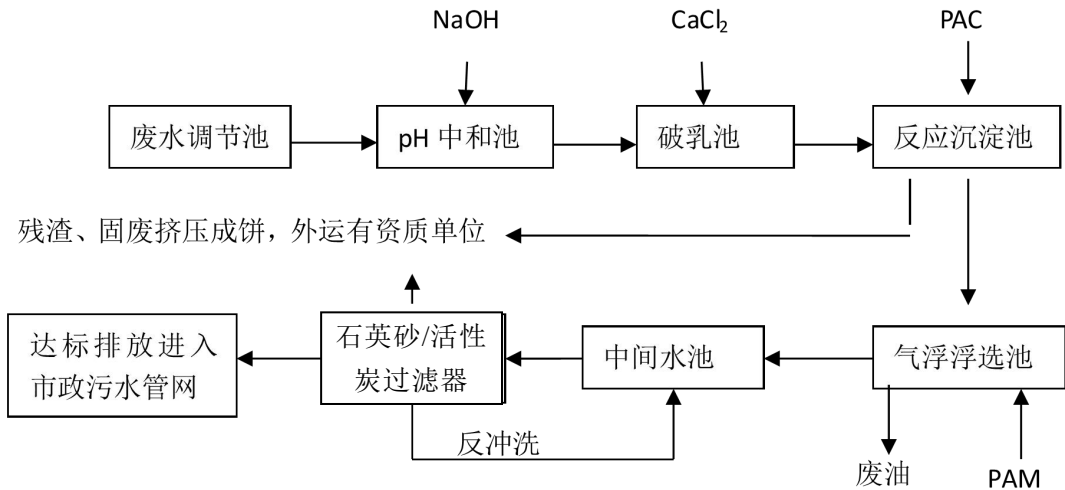 NaOH
CaCl₂
PAC
废水调节池
pH 中和池
破乳池
反应沉淀池
残渣、固废挤压成饼，外运有资质单位
达标排放进入
市政污水管网
石英砂/活性
炭过滤器
中间水池
气浮浮选池
反冲洗
废油
PAM